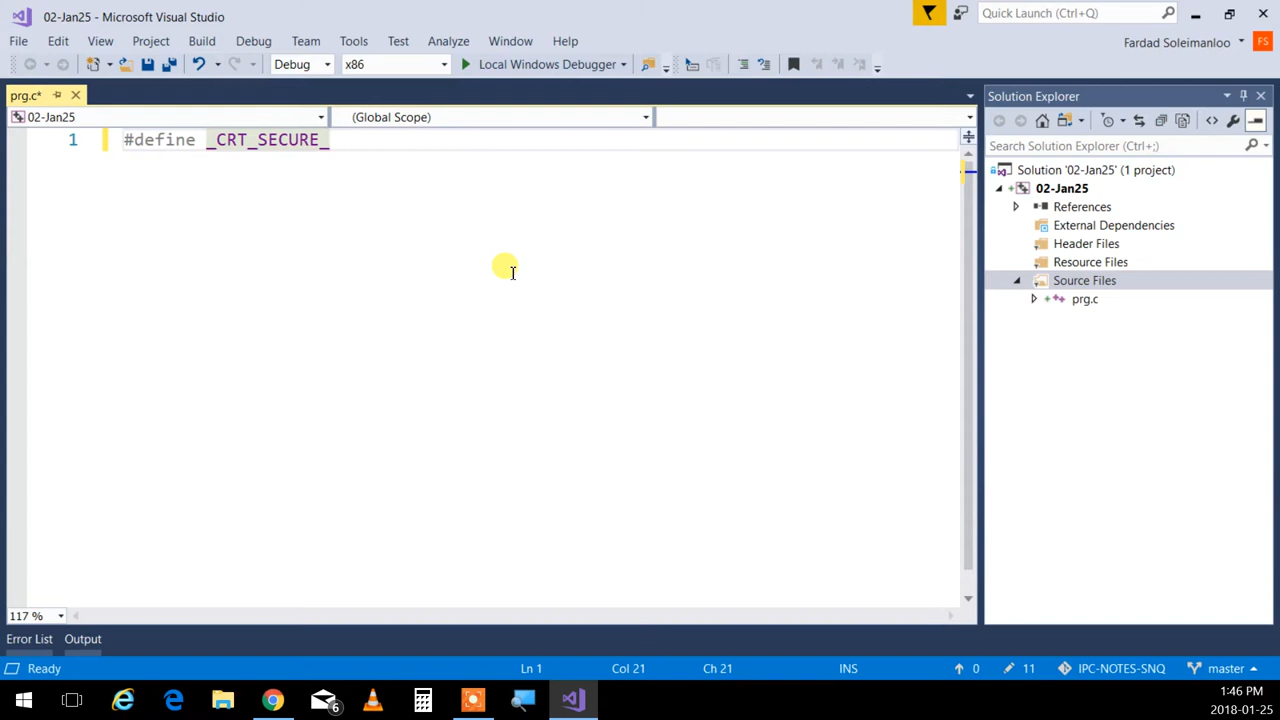 02-Jan25 - Microsoft Visual Studio
Quick Launch (Ctrl+Q)
File Edit View Project Build Debug Team Tools Test Analyze Window Help
Fardad Soleimanloo FS
Debug x86 Local Windows Debugger
prg.c*
02-Jan25 (Global Scope)
1 #define _CRT_SECURE_
117 %
Solution Explorer
Search Solution Explorer (Ctrl+;)
Solution '02-Jan25' (1 project)
02-Jan25
References
External Dependencies
Header Files
Resource Files
Source Files
prg.c
Error List Output
Ready Ln 1 Col 21 Ch 21 INS 0 11 IPC-NOTES-SNQ master
6
1:46 PM
2018-01-25